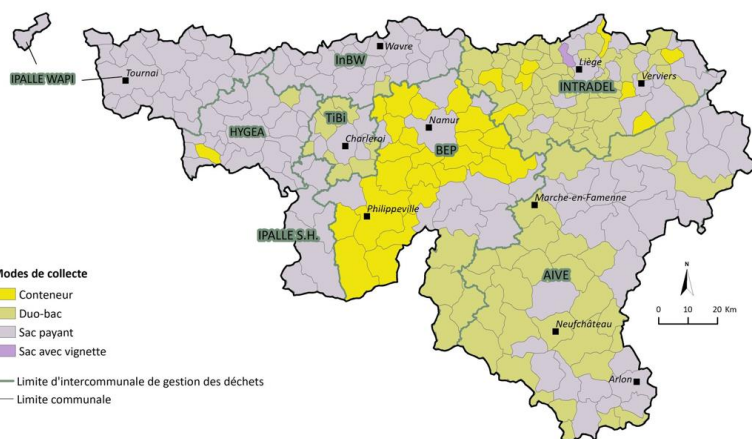 IPALLE WAPI
Tournai
InBW
Wavre
Liège
INTRADEL
Verviers
HYGEA
TiBi
Charleroi
Namur
BEP
Philippeville
IPALLE S.H.
Marche-en-Famenne
AIVE
Neufchâteau
Arlon
N
0 10 20 Km
Modes de collecte
Conteneur
Duo-bac
Sac payant
Sac avec vignette
Limite d'intercommunale de gestion des déchets
Limite communale